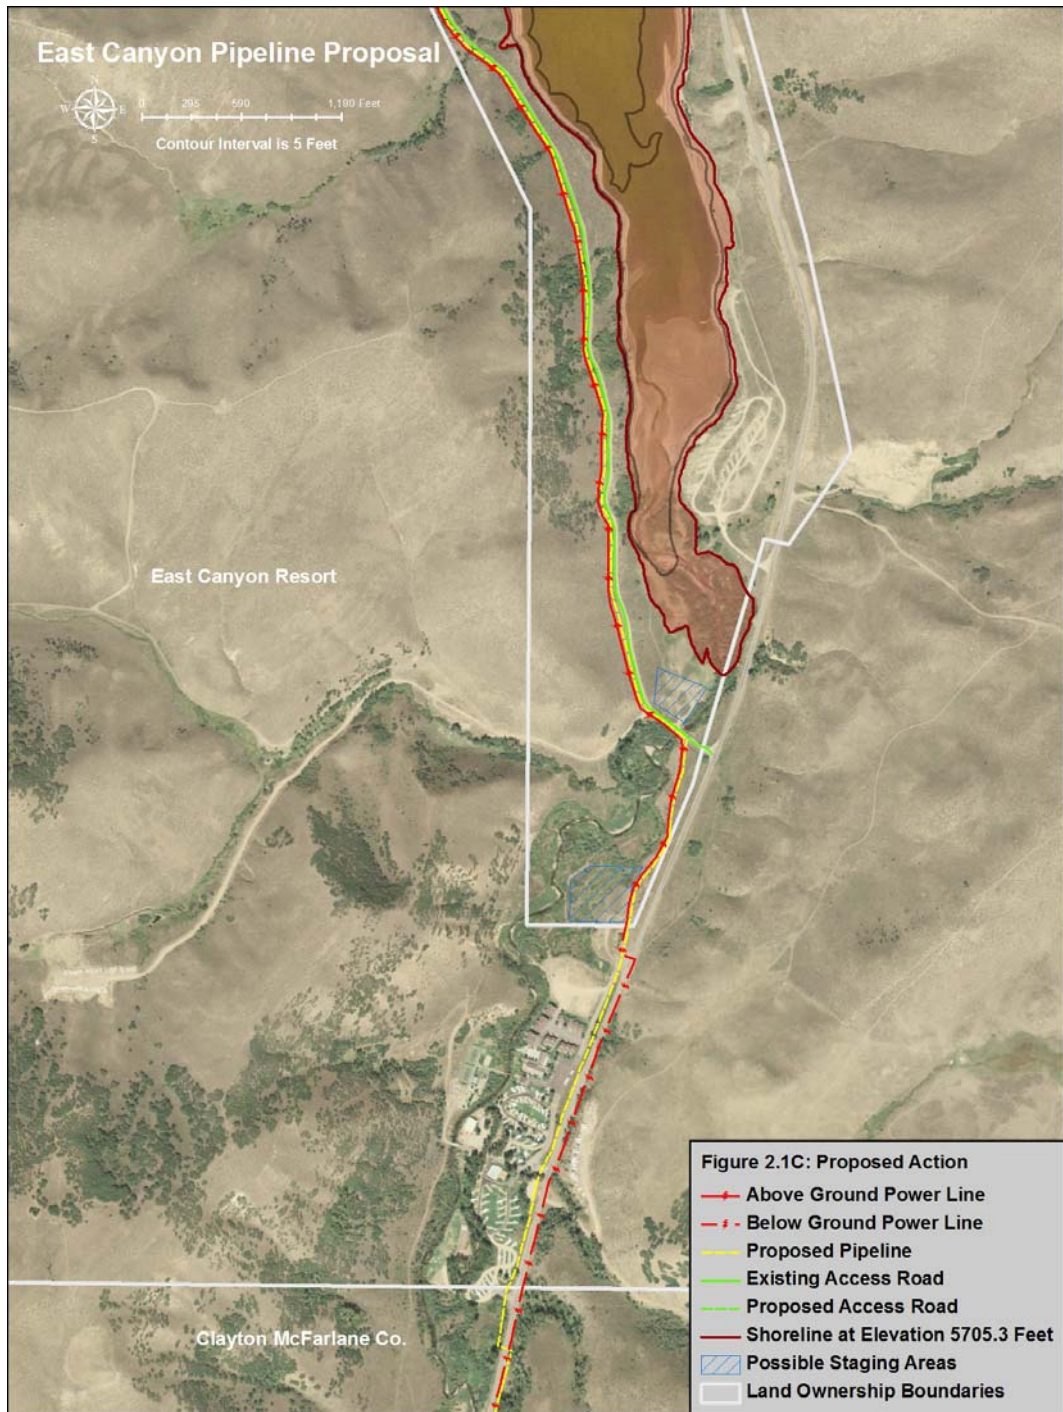 East Canyon Pipeline Proposal
N
W E
S
0 295 590 1,180 Feet
Contour Interval is 5 Feet
East Canyon Resort
Clayton McFarlane Co.
Figure 2.1C: Proposed Action
Above Ground Power Line
Below Ground Power Line
Proposed Pipeline
Existing Access Road
Proposed Access Road
Shoreline at Elevation 5705.3 Feet
Possible Staging Areas
Land Ownership Boundaries